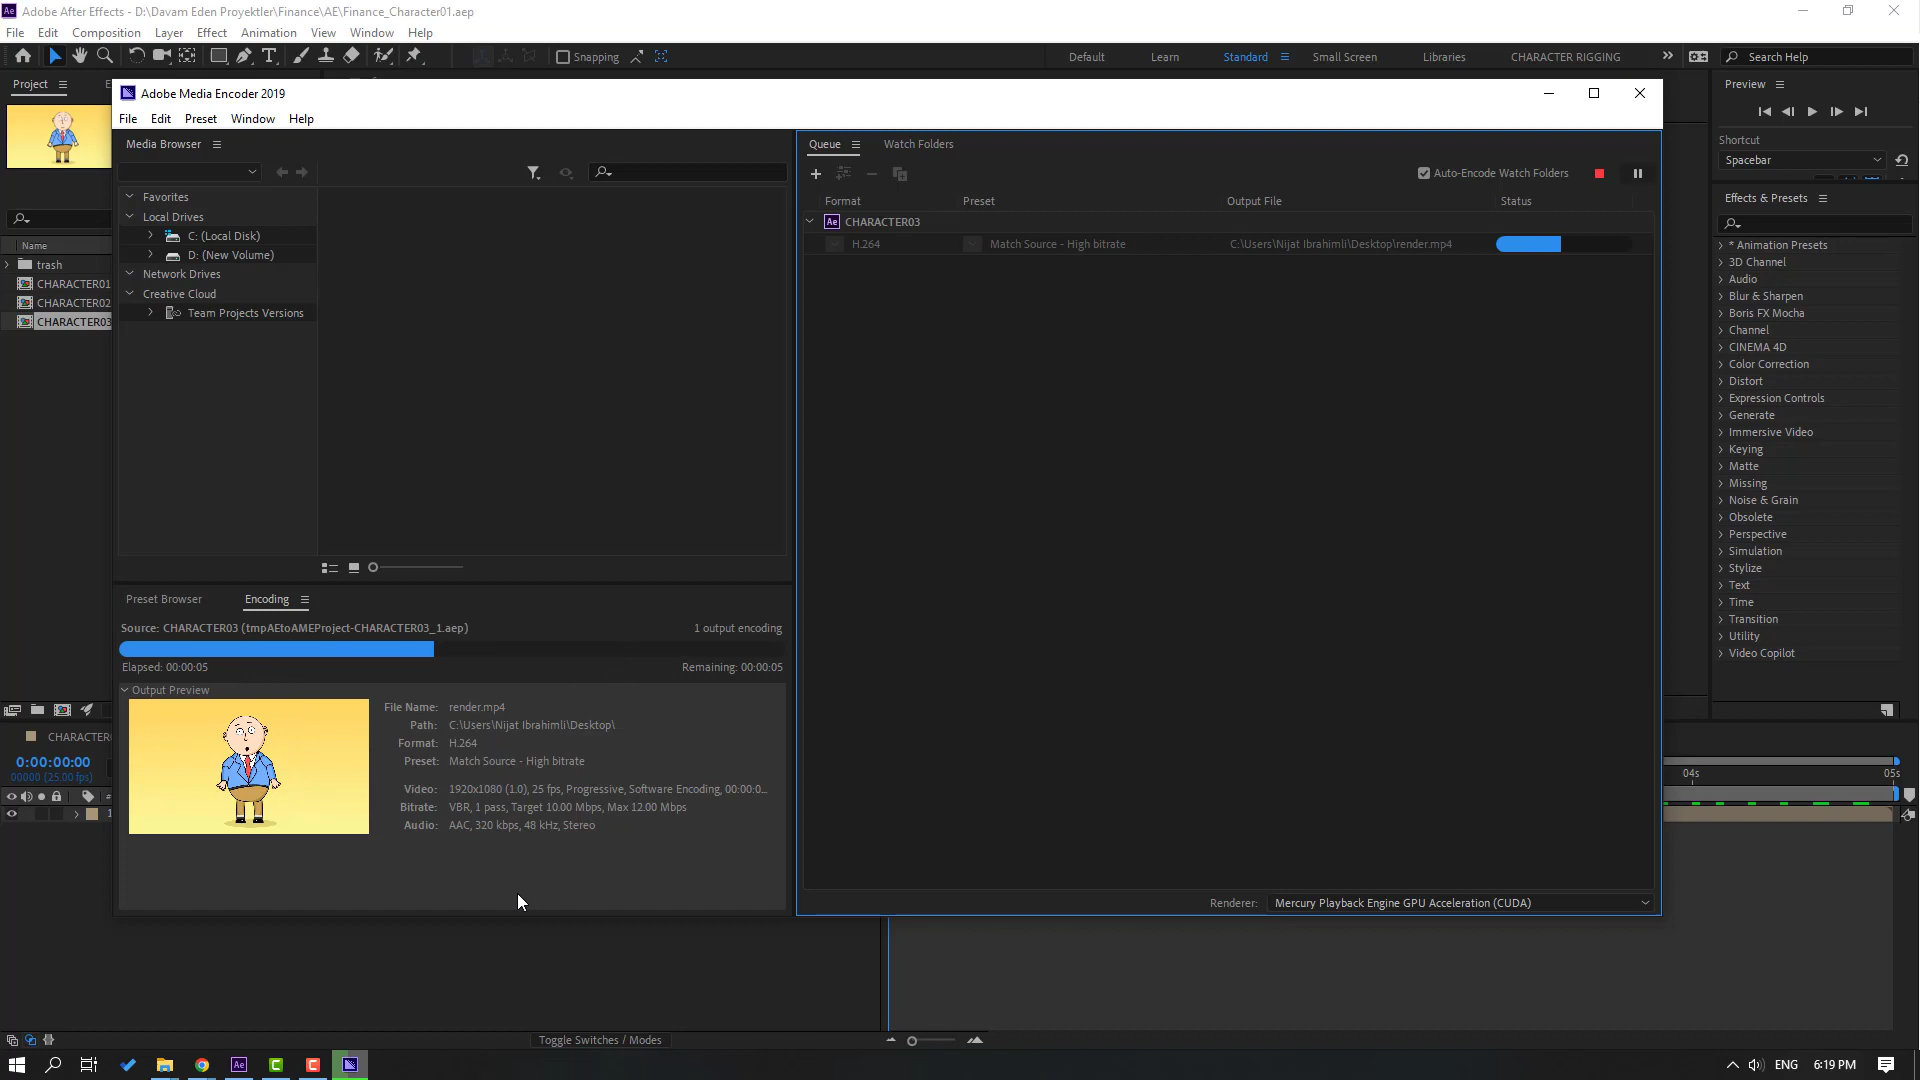 Adobe After Effects - D:\Davam Eden Proyektler\Finance\AE\Finance_Character01.aep
File Edit Composition Layer Effect Animation View Window Help
Snapping
Default Learn Standard Small Screen Libraries CHARACTER RIGGING
Search Help
Project
Name
trash
CHARACTER01
CHARACTER02
CHARACTER03
Adobe Media Encoder 2019
File Edit Preset Window Help
Media Browser
Favorites
Local Drives
C: (Local Disk)
D: (New Volume)
Network Drives
Creative Cloud
Team Projects Versions
Queue Watch Folders
Auto-Encode Watch Folders
Format Preset Output File Status
Ae CHARACTER03
H.264 Match Source - High bitrate C:\Users\Nijat Ibrahimli\Desktop\render.mp4
Preset Browser Encoding
Source: CHARACTER03 (tmpAEtoAMEProject-CHARACTER03_1.aep) 1 output encoding
Elapsed: 00:00:05 Remaining: 00:00:05
Output Preview
File Name: render.mp4
Path: C:\Users\Nijat Ibrahimli\Desktop\
Format: H.264
Preset: Match Source - High bitrate
Video: 1920x1080 (1.0), 25 fps, Progressive, Software Encoding, 00:00:0...
Bitrate: VBR, 1 pass, Target 10.00 Mbps, Max 12.00 Mbps
Audio: AAC, 320 kbps, 48 kHz, Stereo
Renderer: Mercury Playback Engine GPU Acceleration (CUDA)
Preview
Shortcut
Spacebar
Effects & Presets
* Animation Presets
3D Channel
Audio
Blur & Sharpen
Boris FX Mocha
Channel
CINEMA 4D
Color Correction
Distort
Expression Controls
Generate
Immersive Video
Keying
Matte
Missing
Noise & Grain
Obsolete
Perspective
Simulation
Stylize
Text
Time
Transition
Utility
Video Copilot
CHARACTER
0:00:00:00
00000 (25.00 fps)
04s 05s
Toggle Switches / Modes
ENG 6:19 PM